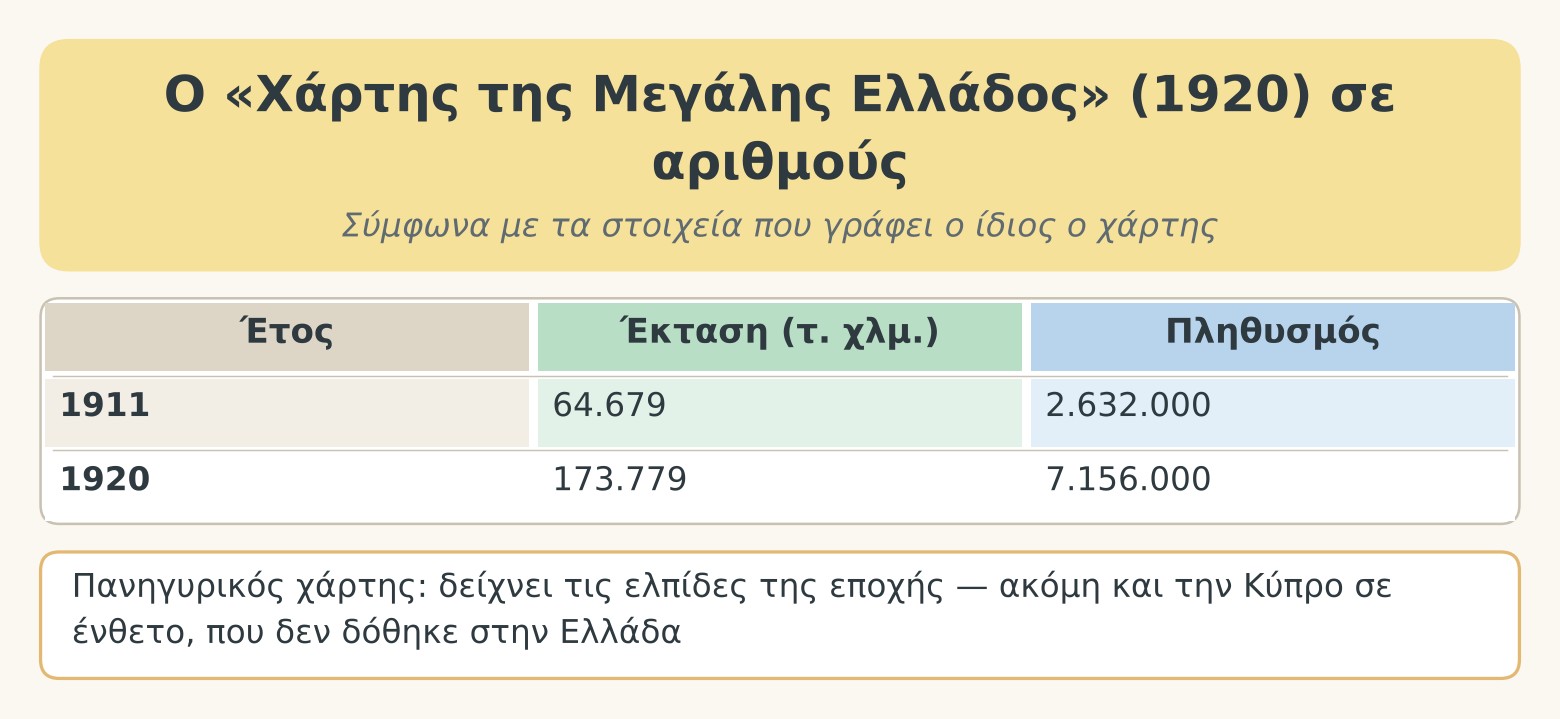 Ο «Χάρτης της Μεγάλης Ελλάδος» (1920) σε
αριθμούς
Σύμφωνα με τα στοιχεία που γράφει ο ίδιος ο χάρτης
Έτος Έκταση (τ. χλμ.) Πληθυσμός
1911 64.679 2.632.000
1920 173.779 7.156.000
Πανηγυρικός χάρτης: δείχνει τις ελπίδες της εποχής — ακόμη και την Κύπρο σε
ένθετο, που δεν δόθηκε στην Ελλάδα